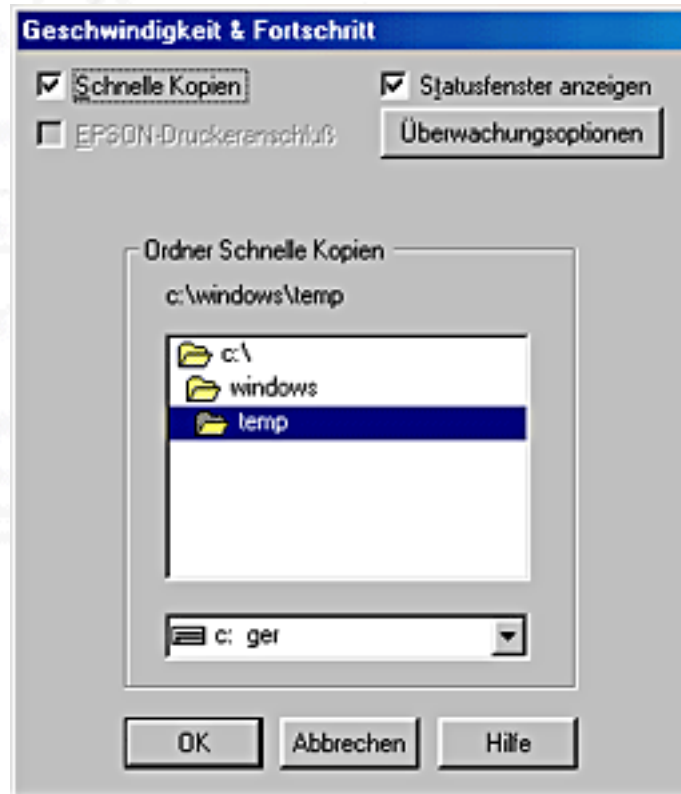 Geschwindigkeit & Fortschritt
Schnelle Kopien
Statusfenster anzeigen
EPSON-Druckeranschluß
Überwachungsoptionen
Ordner Schnelle Kopien
c:\windows\temp
c:\
windows
temp
c: ger
OK
Abbrechen
Hilfe